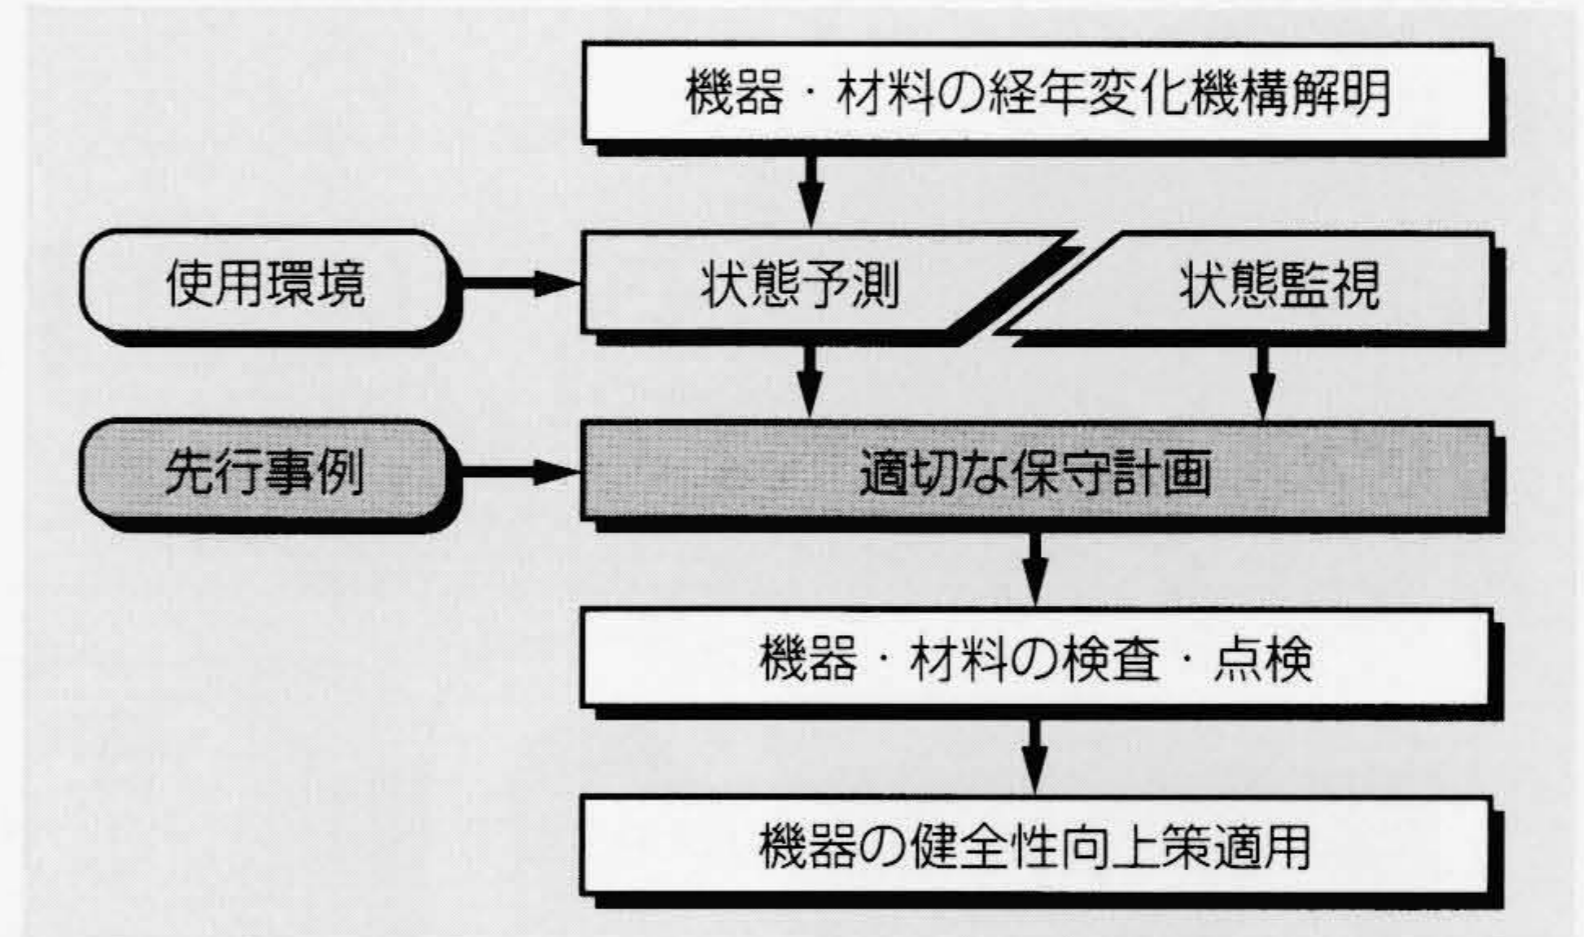 機器・材料の経年変化機構解明
使用環境
状態予測
状態監視
先行事例
適切な保守計画
機器・材料の検査・点検
機器の健全性向上策適用